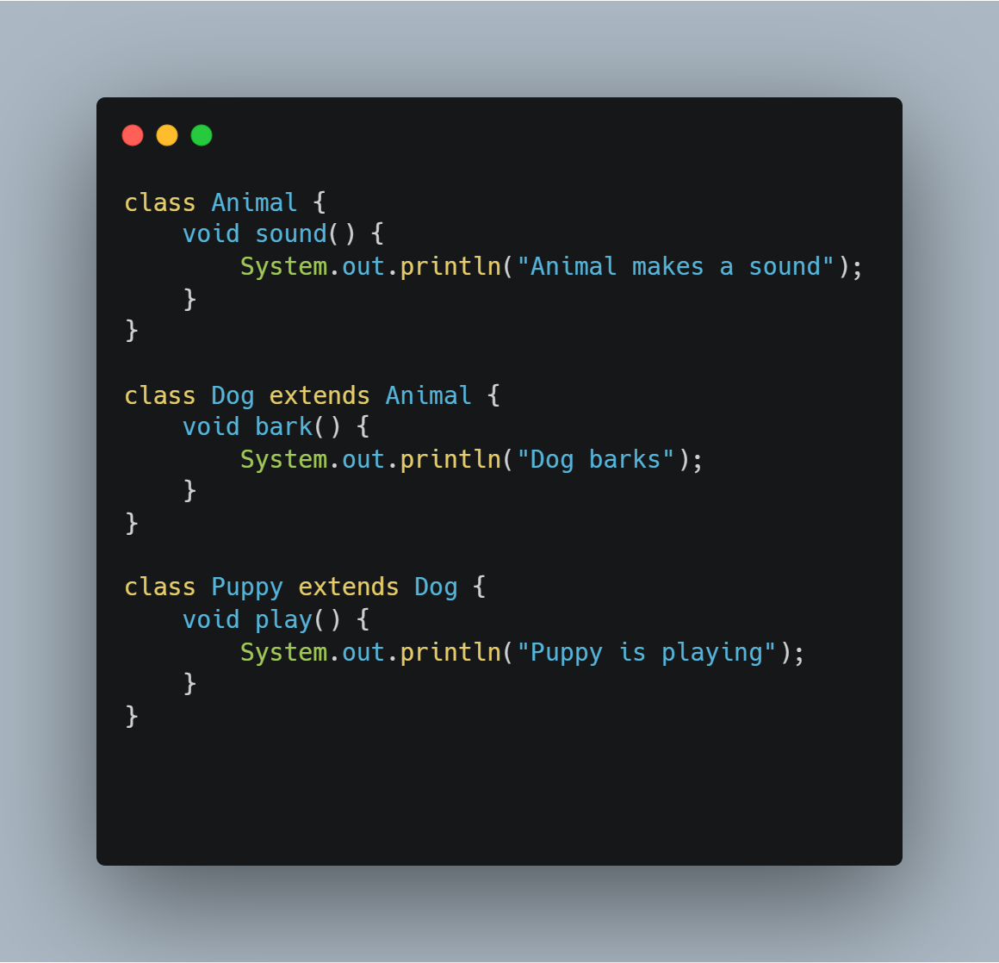 class Animal {
    void sound() {
        System.out.println("Animal makes a sound");
    }
}

class Dog extends Animal {
    void bark() {
        System.out.println("Dog barks");
    }
}

class Puppy extends Dog {
    void play() {
        System.out.println("Puppy is playing");
    }
}